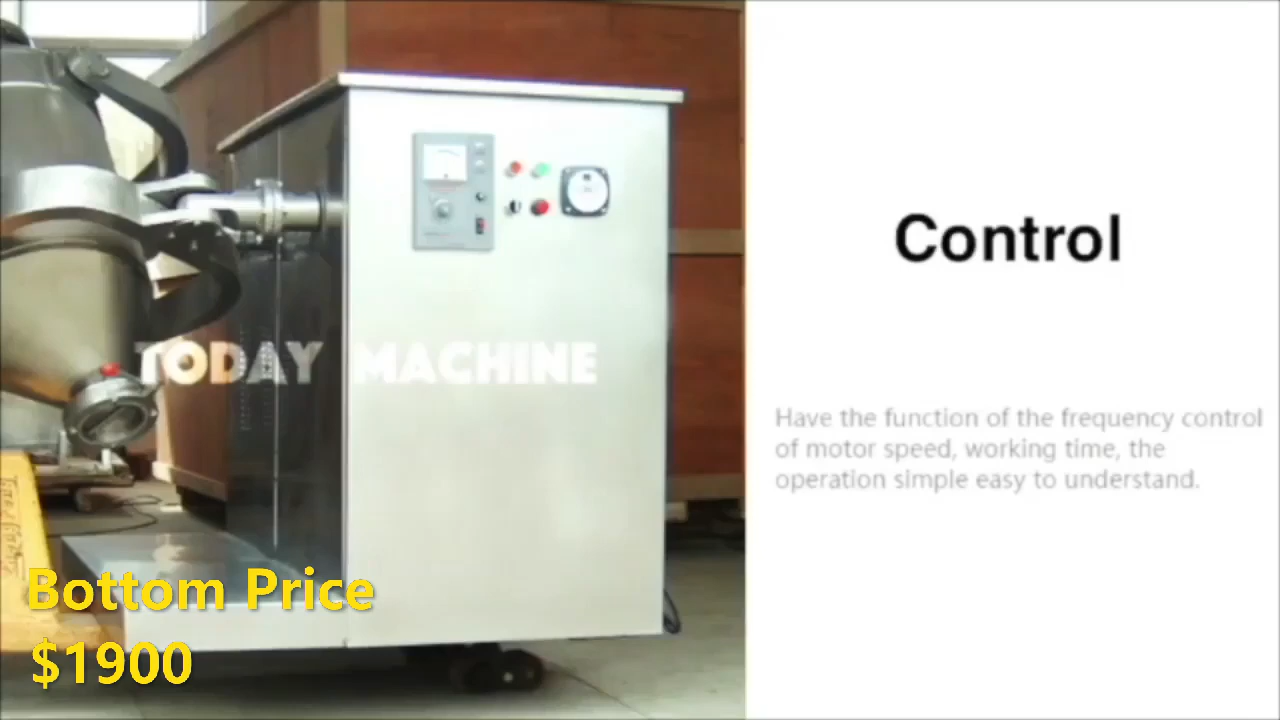 Control
TODAY MACHINE
Have the function of the frequency control
of motor speed, working time, the
operation simple easy to understand.
Bottom Price
$1900